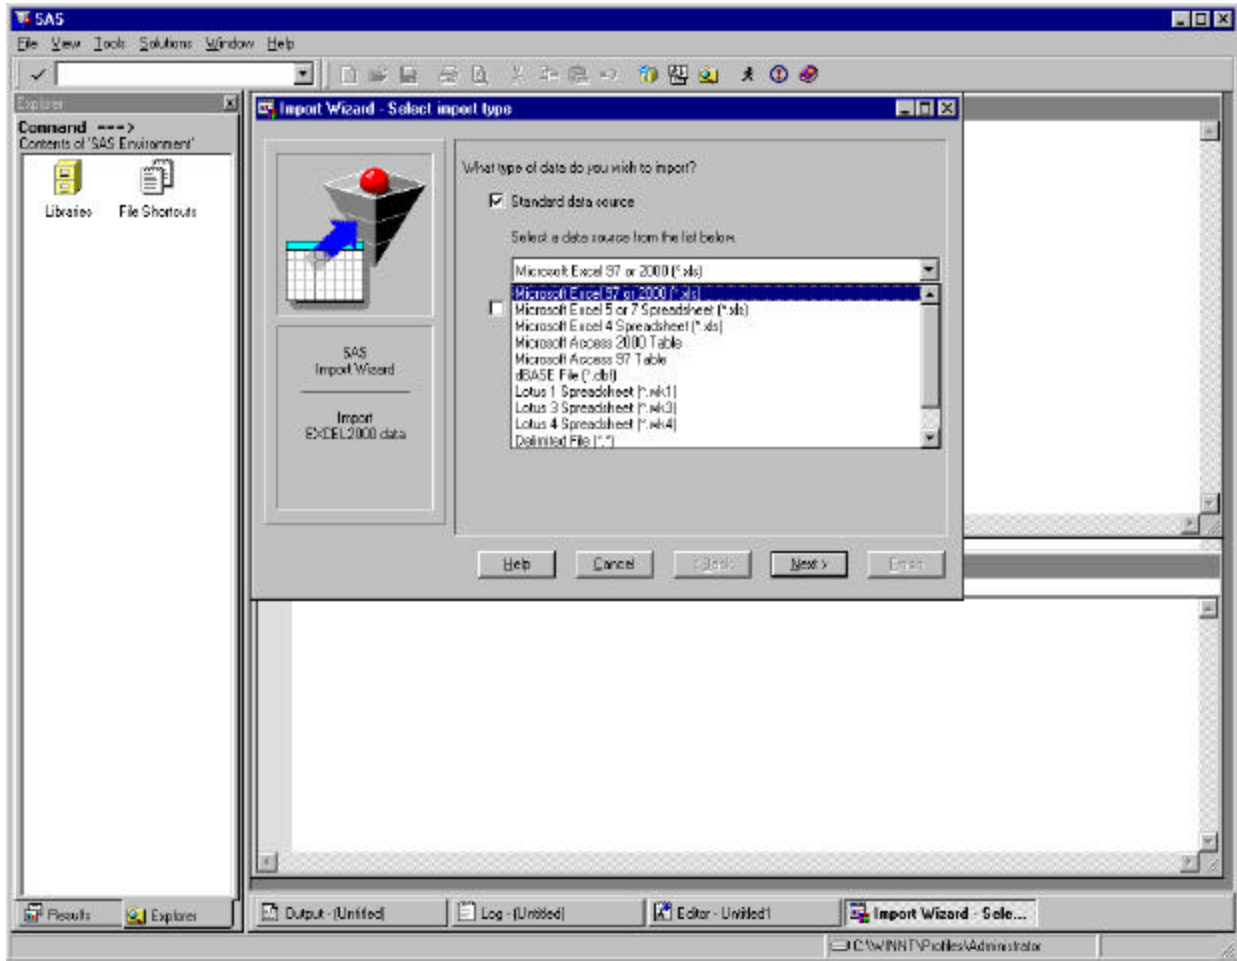 SAS
File View Tools Solutions Window Help
Explorer
Command --->
Contents of 'SAS Environment'
Libraries File Shortcuts
Import Wizard - Select import type
What type of data do you wish to import?
Standard data source
Select a data source from the list below.
Microsoft Excel 97 or 2000 (*.xls)
Microsoft Excel 97 or 2000 (*.xls)
Microsoft Excel 5 or 7 Spreadsheet (*.xls)
Microsoft Excel 4 Spreadsheet (*.xls)
Microsoft Access 2000 Table
Microsoft Access 97 Table
dBASE File (*.dbf)
Lotus 1 Spreadsheet (*.wk1)
Lotus 3 Spreadsheet (*.wk3)
Lotus 4 Spreadsheet (*.wk4)
Delimited File (*.*)
SAS
Import Wizard
Import
EXCEL2000 data
Help Cancel < Back Next > Finish
Results Explorer
Output - (Untitled) Log - (Untitled) Editor - Untitled1 Import Wizard - Sele...
C:\WINNT\Profiles\Administrator